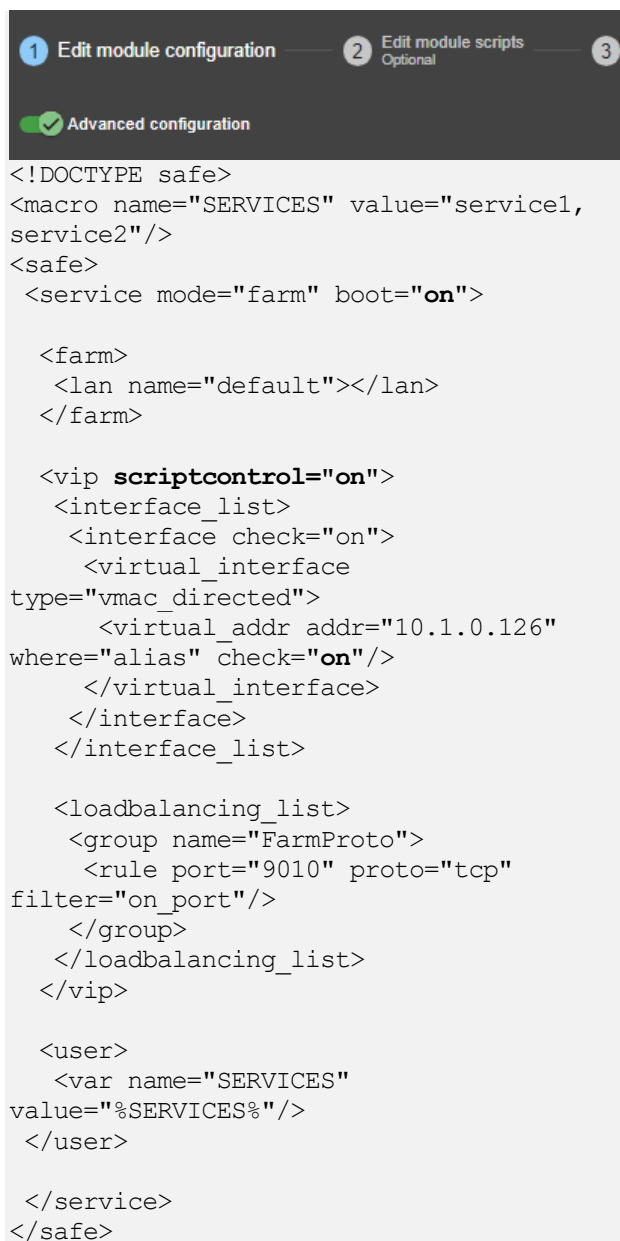 1 Edit module configuration 2 Edit module scripts 3
Optional
Advanced configuration
<!DOCTYPE safe>
<macro name="SERVICES" value="service1,
service2"/>
<safe>
 <service mode="farm" boot="on">

  <farm>
   <lan name="default"></lan>
  </farm>

  <vip scriptcontrol="on">
   <interface_list>
    <interface check="on">
     <virtual_interface
type="vmac_directed">
      <virtual_addr addr="10.1.0.126"
where="alias" check="on"/>
     </virtual_interface>
    </interface>
   </interface_list>

   <loadbalancing_list>
    <group name="FarmProto">
     <rule port="9010" proto="tcp"
filter="on_port"/>
    </group>
   </loadbalancing_list>
  </vip>

  <user>
   <var name="SERVICES"
value="%SERVICES%"/>
 </user>

 </service>
</safe>